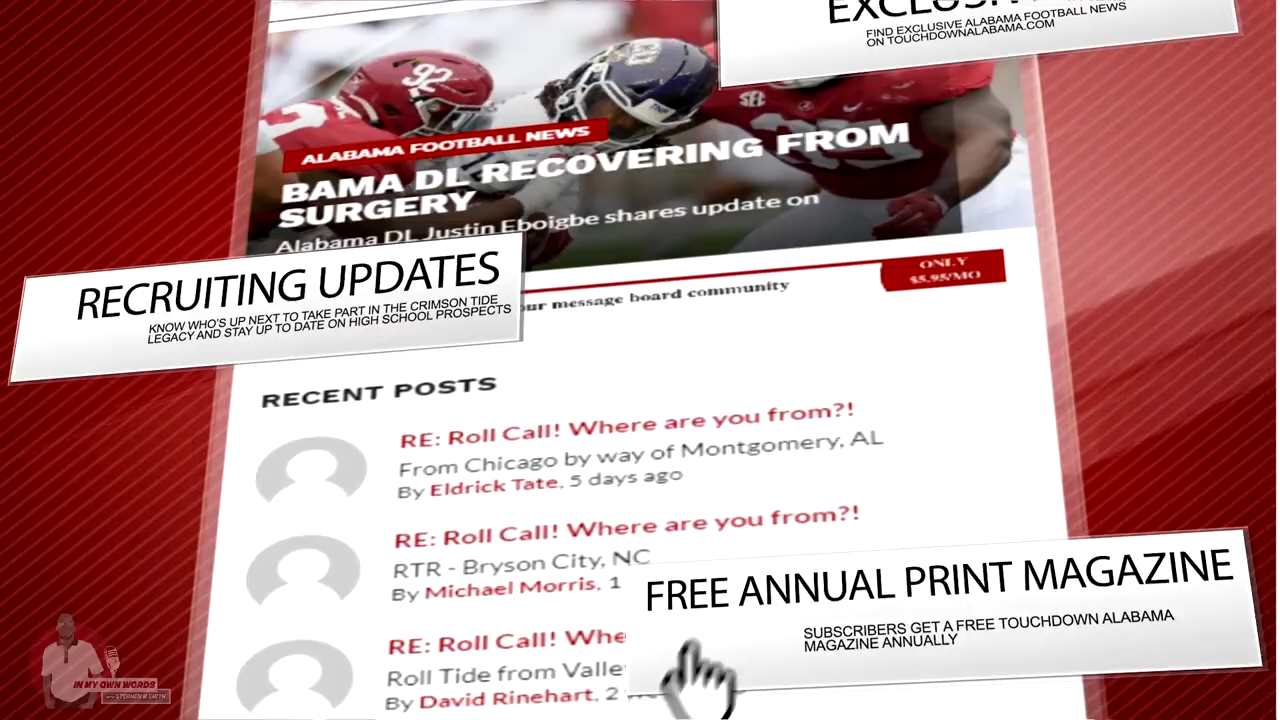 FIND EXCLUSIVE ALABAMA FOOTBALL NEWS
ON TOUCHDOWNALABAMA.COM
92
SEC
ALABAMA FOOTBALL NEWS
BAMA DL RECOVERING FROM
SURGERY
Alabama DL Justin Eboigbe shares update on
RECRUITING UPDATES
KNOW WHO'S UP NEXT TO TAKE PART IN THE CRIMSON TIDE
LEGACY AND STAY UP TO DATE ON HIGH SCHOOL PROSPECTS
ONLY
$5.95/MO
our message board community
RECENT POSTS
RE: Roll Call! Where are you from?!
From Chicago by way of Montgomery, AL
By Eldrick Tate, 5 days ago
RE: Roll Call! Where are you from?!
RTR - Bryson City, NC
By Michael Morris, 1
FREE ANNUAL PRINT MAGAZINE
SUBSCRIBERS GET A FREE TOUCHDOWN ALABAMA
MAGAZINE ANNUALLY
RE: Roll Call! Whe
Roll Tide from Valle
By David Rinehart, 2
IN MY OWN WORDS
WITH STEPHEN M SMITH